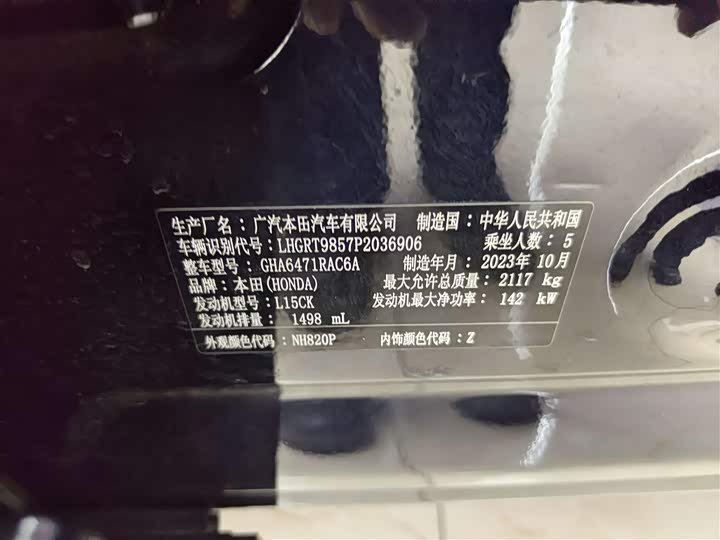 生产厂名：广汽本田汽车有限公司 制造国：中华人民共和国
车辆识别代号：LHGRT9857P2036906 乘坐人数：5
整车型号：GHA6471RAC6A 制造年月：2023年10月
品牌：本田(HONDA) 最大允许总质量：2117 kg
发动机型号：L15CK 发动机最大净功率：142 kW
发动机排量：1498 mL
外观颜色代码：NH820P 内饰颜色代码：Z